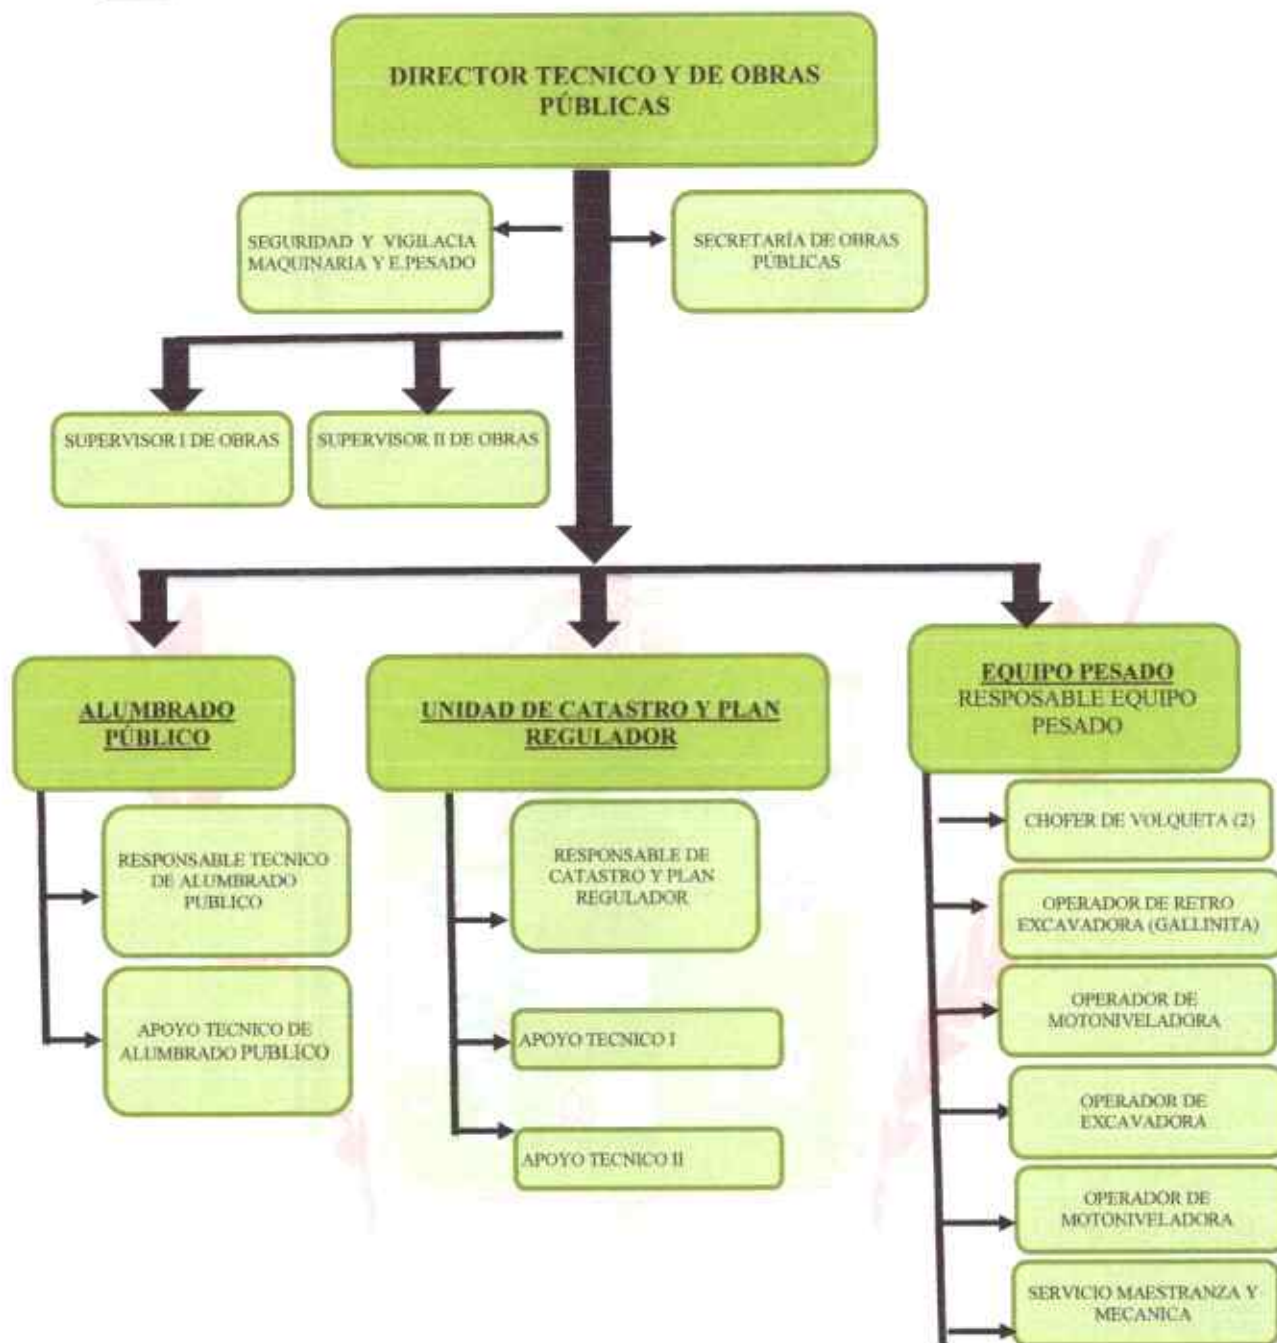 DIRECTOR TECNICO Y DE OBRAS
PÚBLICAS
SEGURIDAD Y VIGILACIA
MAQUINARIA Y E.PESADO
SECRETARÍA DE OBRAS
PÚBLICAS
SUPERVISOR I DE OBRAS
SUPERVISOR II DE OBRAS
ALUMBRADO
PÚBLICO
RESPONSABLE TECNICO
DE ALUMBRADO
PUBLICO
APOYO TECNICO DE
ALUMBRADO PUBLICO
UNIDAD DE CATASTRO Y PLAN
REGULADOR
RESPONSABLE DE
CATASTRO Y PLAN
REGULADOR
APOYO TECNICO I
APOYO TECNICO II
EQUIPO PESADO
RESPOSABLE EQUIPO
PESADO
CHOFER DE VOLQUETA (2)
OPERADOR DE RETRO
EXCAVADORA (GALLINITA)
OPERADOR DE
MOTONIVELADORA
OPERADOR DE
EXCAVADORA
OPERADOR DE
MOTONIVELADORA
SERVICIO MAESTRANZA Y
MECANICA